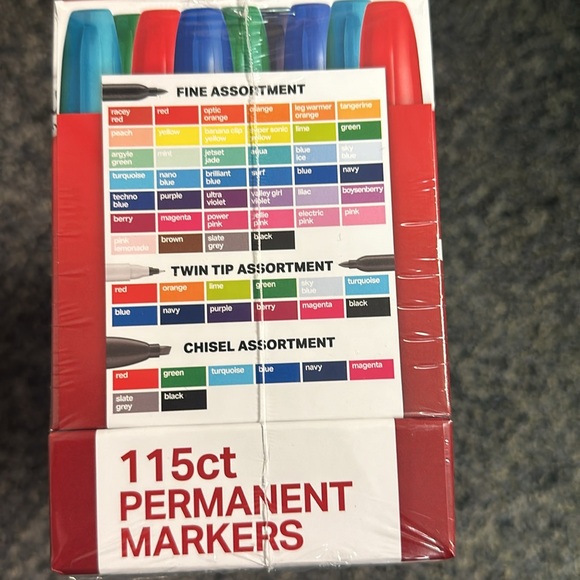 FINE ASSORTMENT
racey red optic orange leg warmer tangerine
red orange orange
peach yellow banana clip super sonic lime green
yellow yellow
argyle mint jetset aqua blue sky
green jade ice blue
turquoise nano brilliant surf blue navy
blue blue
techno purple ultra valley girl lilac boysenberry
blue violet violet
berry magenta power jellie electric pink
pink pink pink
pink brown slate black
lemonade grey
TWIN TIP ASSORTMENT
red orange lime green sky turquoise
blue
blue navy purple berry magenta black
CHISEL ASSORTMENT
red green turquoise blue navy magenta
slate black
grey
115ct
PERMANENT
MARKERS